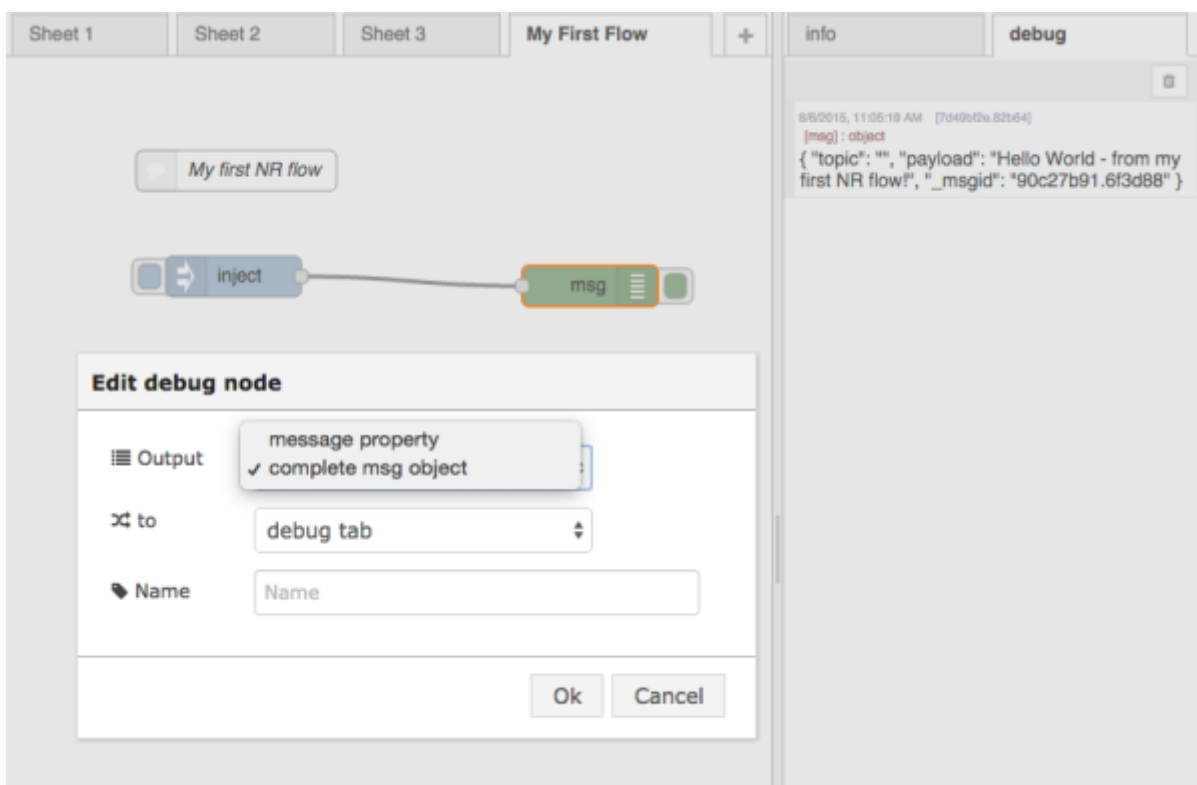 Sheet 1
Sheet 2
Sheet 3
My First Flow
+
info
debug
8/6/2015, 11:05:19 AM [7d49bf2e.82b64]
[msg] : object
{ "topic": "", "payload": "Hello World - from my
first NR flow!", "_msgid": "90c27b91.6f3d88" }
My first NR flow
inject
msg
Edit debug node
Output
message property
✓ complete msg object
to
debug tab
Name
Name
Ok
Cancel